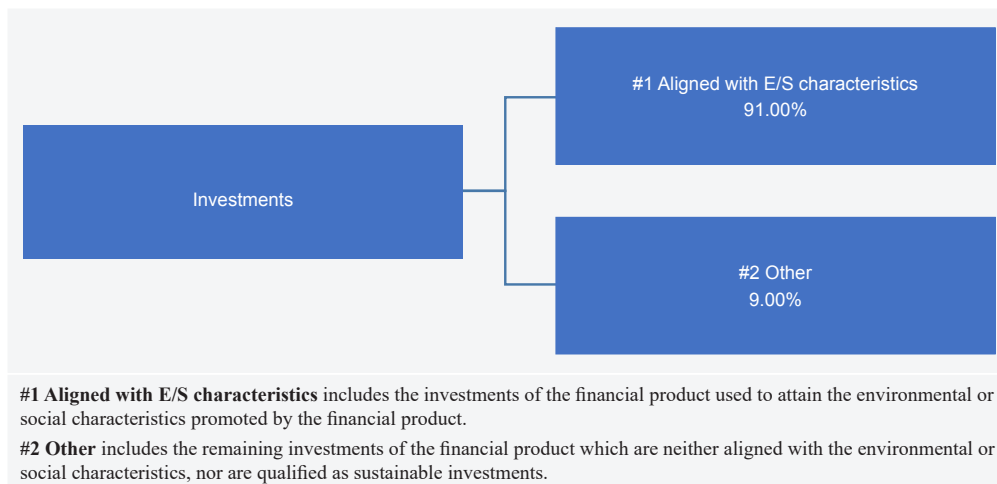 #1 Aligned with E/S characteristics
91.00%
Investments
#2 Other
9.00%
#1 Aligned with E/S characteristics includes the investments of the financial product used to attain the environmental or
social characteristics promoted by the financial product.
#2 Other includes the remaining investments of the financial product which are neither aligned with the environmental or
social characteristics, nor are qualified as sustainable investments.